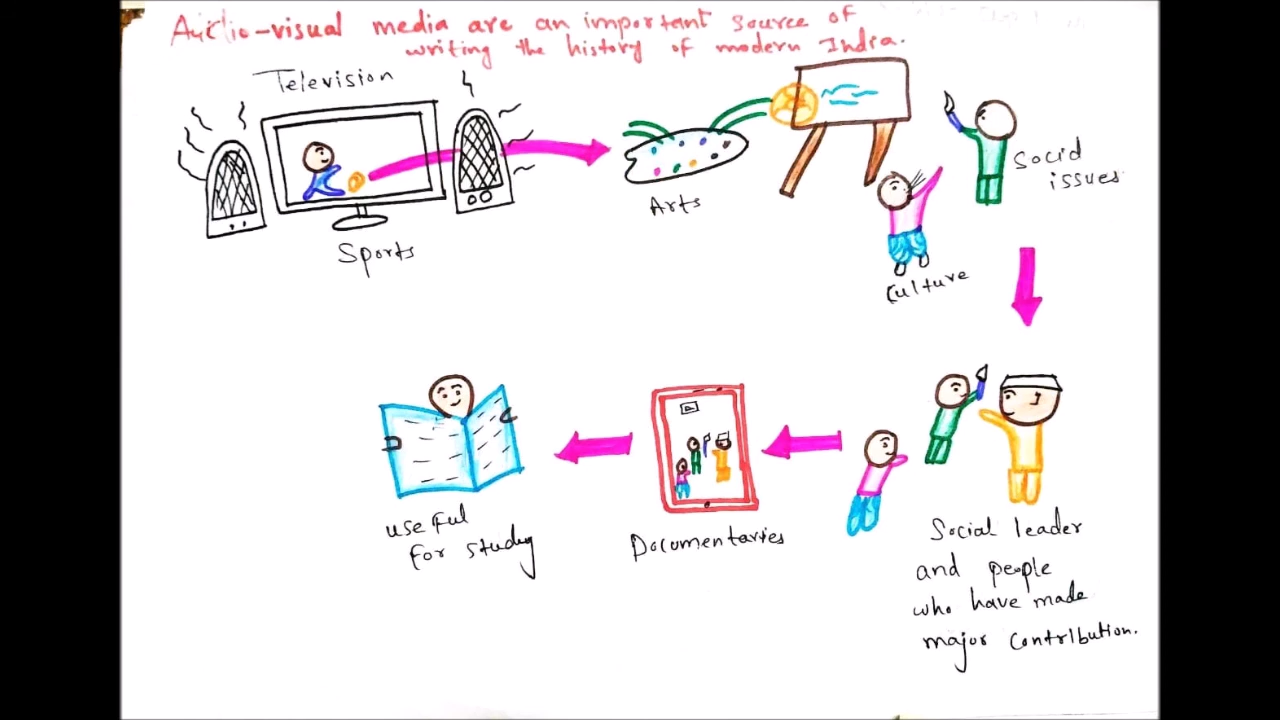 Audio-visual media are an important source of
writing the history of modern India.
Television
Sports
Arts
Social
issues
Culture
Social leader
and people
who have made
major contribution.
Documentaries
useful
for study